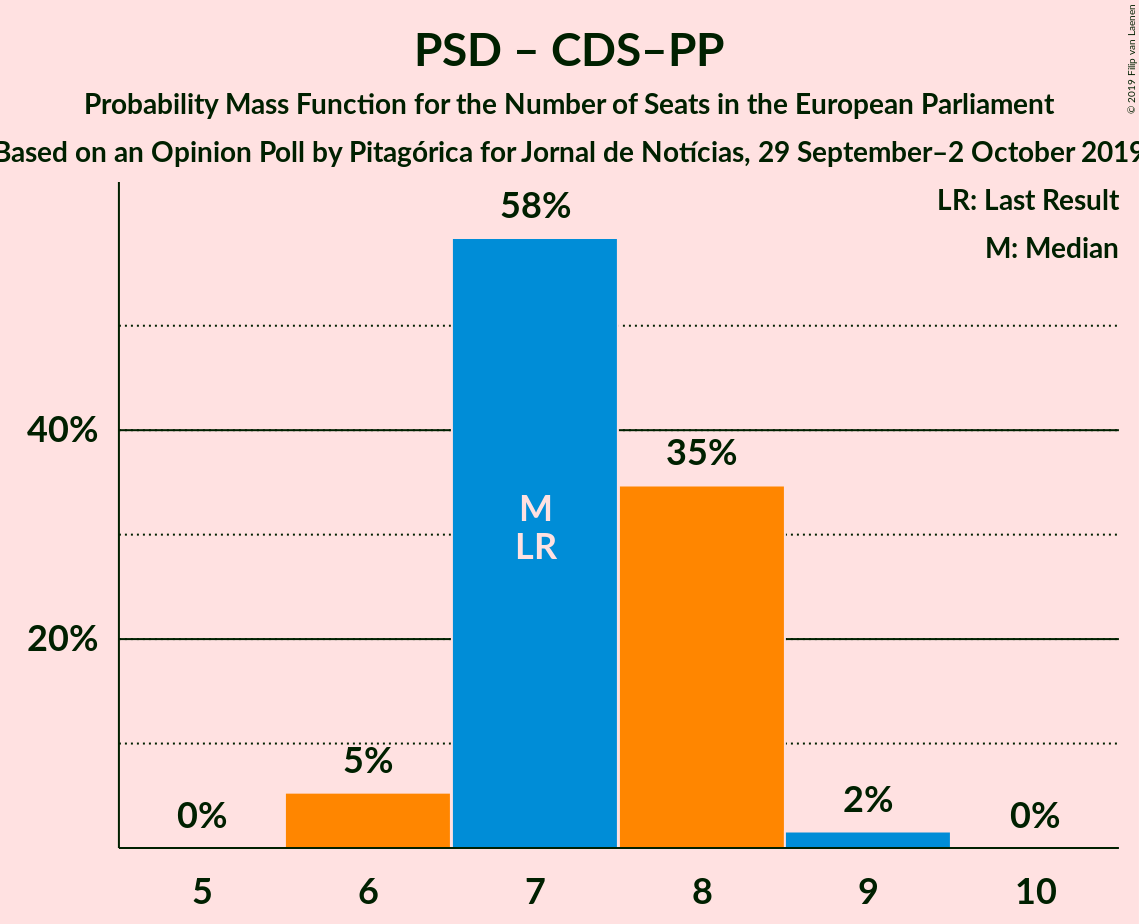 PSD – CDS–PP
Probability Mass Function for the Number of Seats in the European Parliament
Based on an Opinion Poll by Pitagórica for Jornal de Notícias, 29 September–2 October 2019
© 2019 Filip van Laenen
LR: Last Result
M: Median
58%
40%
35%
M
LR
20%
5%
2%
0%
0%
5 6 7 8 9 10